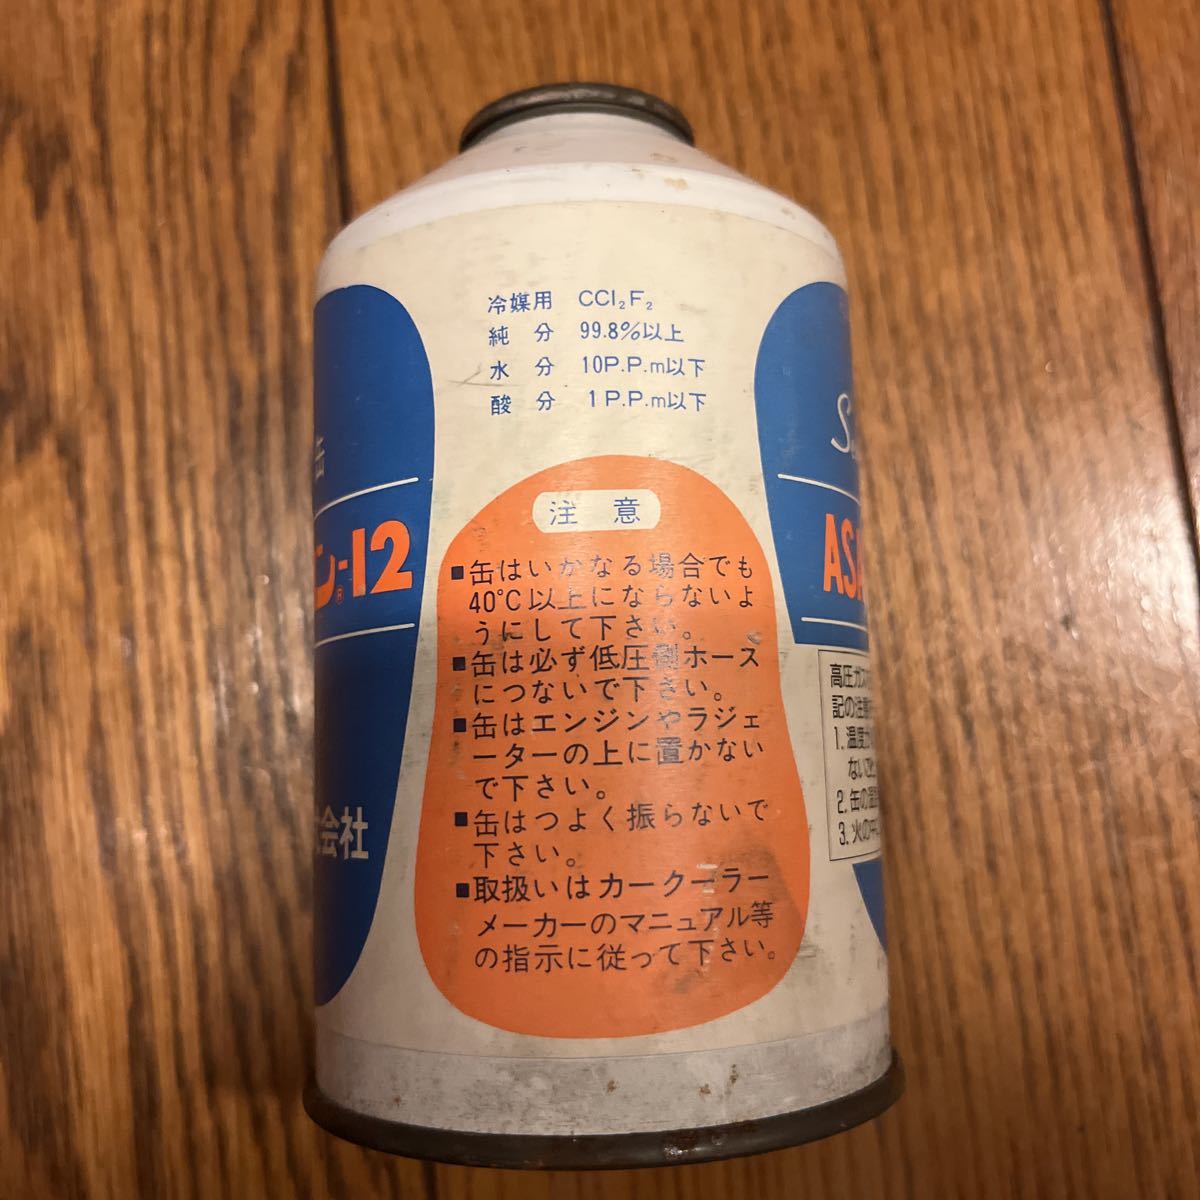 冷媒用 CCl₂F₂
純 分 99.8%以上
水 分 10P.P.m以下
酸 分 1P.P.m以下
注 意
■缶はいかなる場合でも
40℃以上にならないよ
うにして下さい。
■缶は必ず低圧側ホース
につないで下さい。
■缶はエンジンやラジェ
ーターの上に置かない
で下さい。
■缶はつよく振らないで
下さい。
■取扱いはカークーラー
メーカーのマニュアル等
の指示に従って下さい。
缶
ン®-12
会社
ASA
高圧ガス
記の注意
1. 温度
ないこと
2. 缶の温
3. 火の中